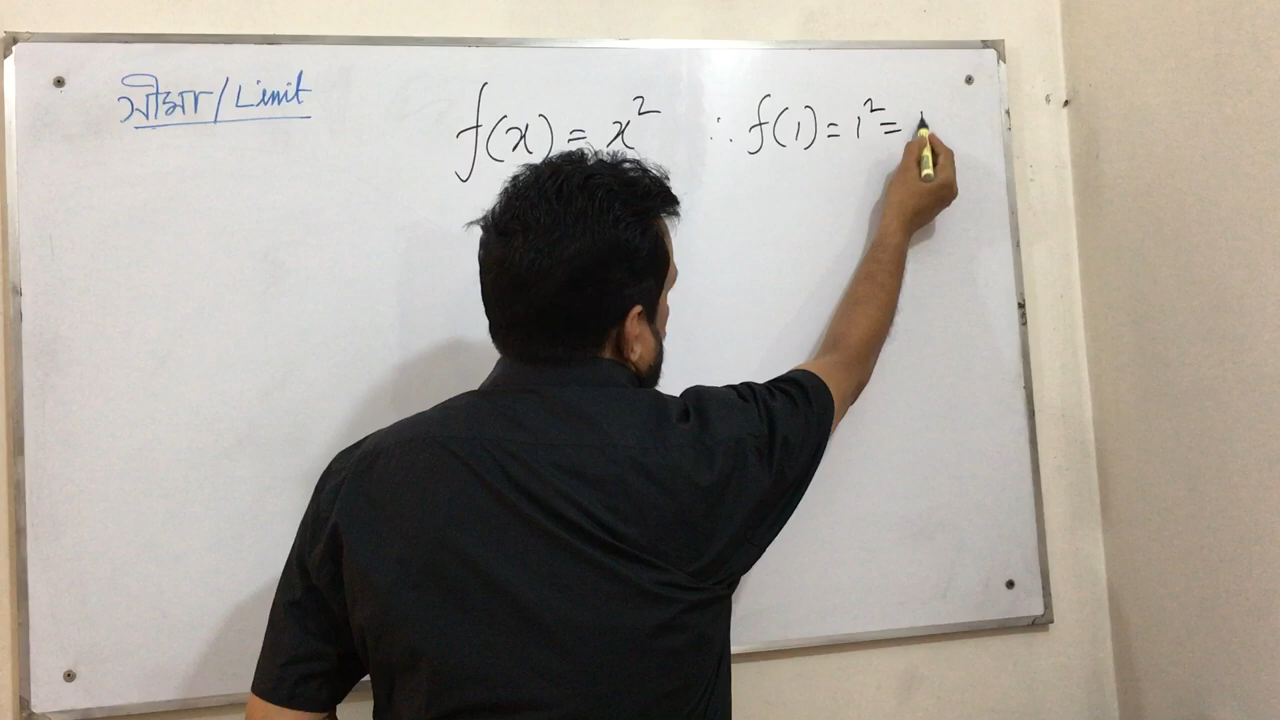 সীমা / Limit
f(x) = x² ∴ f(1) = 1² =